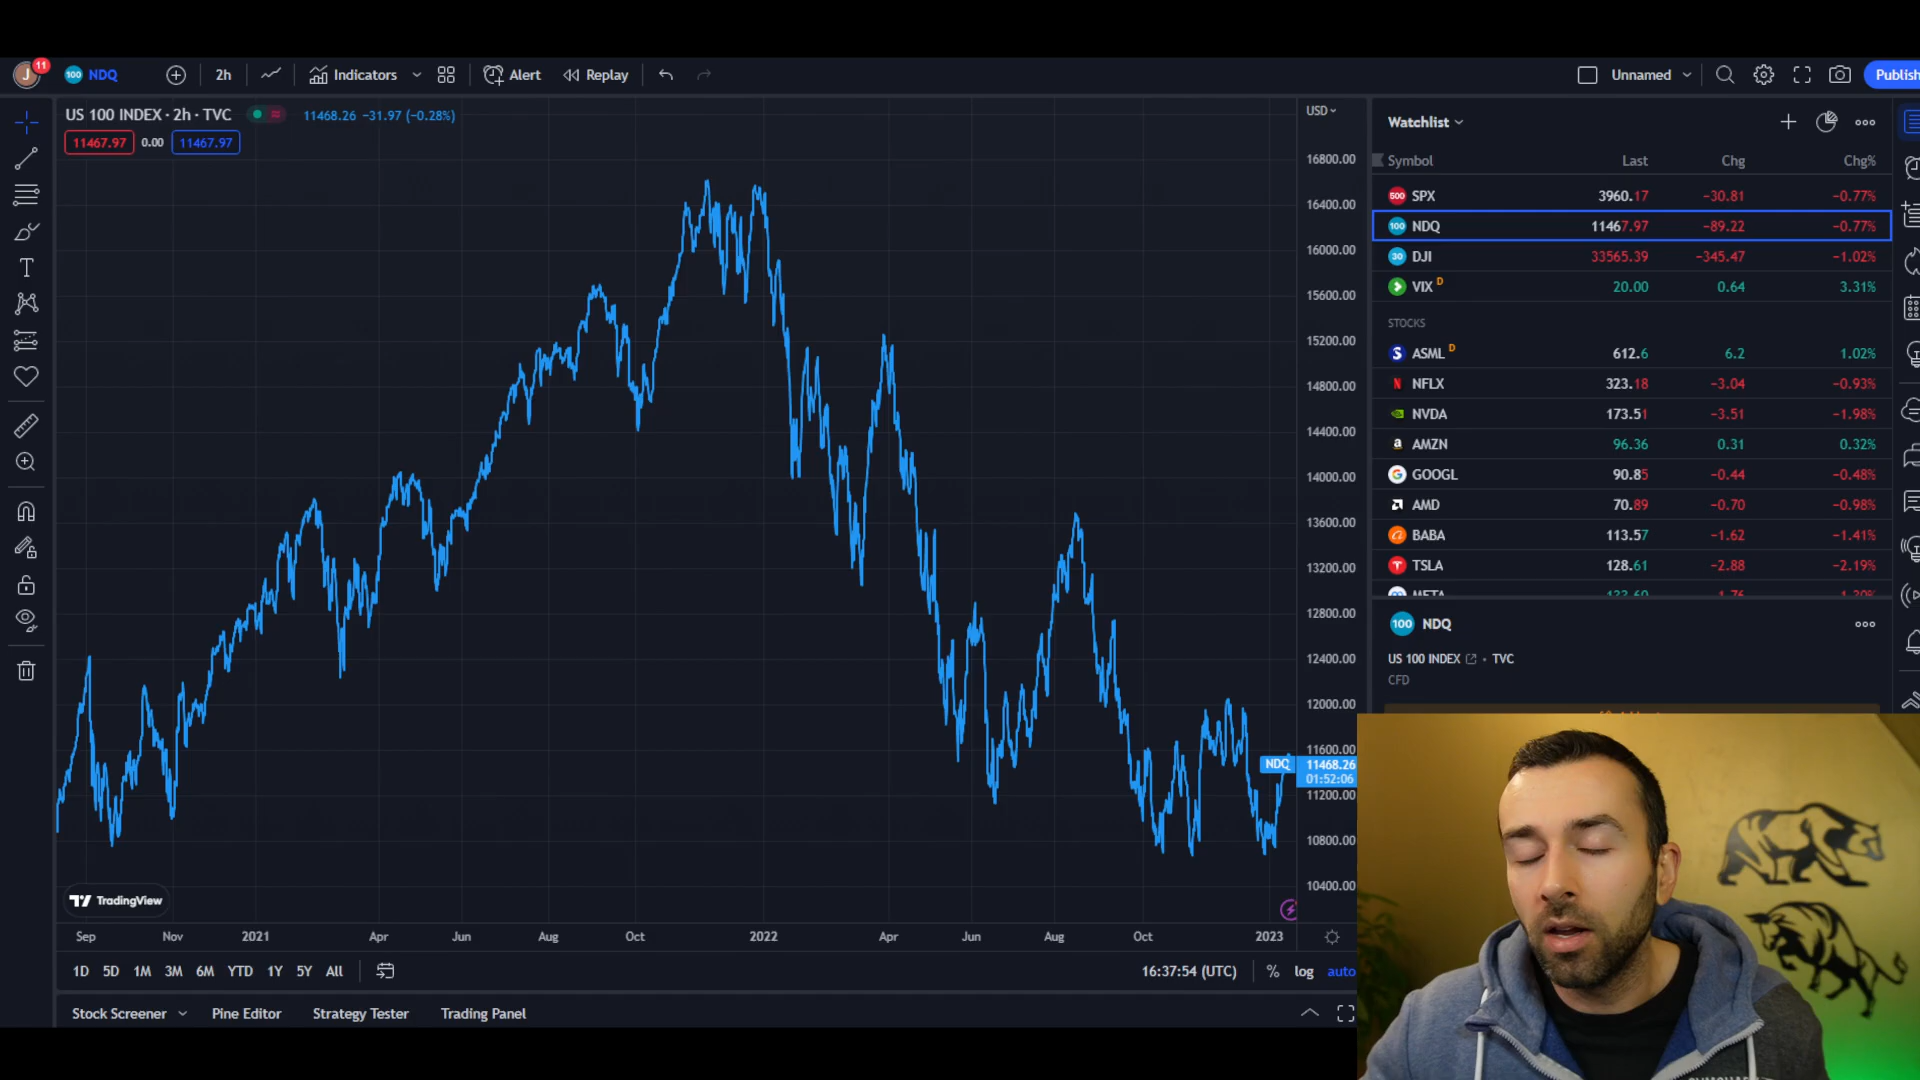 J 11 100 NDQ 2h Indicators Alert Replay Unnamed Publish
US 100 INDEX · 2h · TVC 11468.26 −31.97 (−0.28%)
11467.97 0.00 11467.97
USD
16800.00
16400.00
16000.00
15600.00
15200.00
14800.00
14400.00
14000.00
13600.00
13200.00
12800.00
12400.00
12000.00
11600.00
NDQ 11468.26
01:52:06
11200.00
10800.00
10400.00
TradingView
Sep Nov 2021 Apr Jun Aug Oct 2022 Apr Jun Aug Oct 2023
1D 5D 1M 3M 6M YTD 1Y 5Y All 16:37:54 (UTC) % log auto
Stock Screener Pine Editor Strategy Tester Trading Panel
Watchlist
Symbol Last Chg Chg%
500 SPX 3960.17 −30.81 −0.77%
100 NDQ 11467.97 −89.22 −0.77%
30 DJI 33565.39 −345.47 −1.02%
VIX D 20.00 0.64 3.31%
STOCKS
ASML D 612.6 6.2 1.02%
NFLX 323.18 −3.04 −0.93%
NVDA 173.51 −3.51 −1.98%
AMZN 96.36 0.31 0.32%
GOOGL 90.85 −0.44 −0.48%
AMD 70.89 −0.70 −0.98%
BABA 113.57 −1.62 −1.41%
TSLA 128.61 −2.88 −2.19%
META
100 NDQ
US 100 INDEX · TVC
CFD